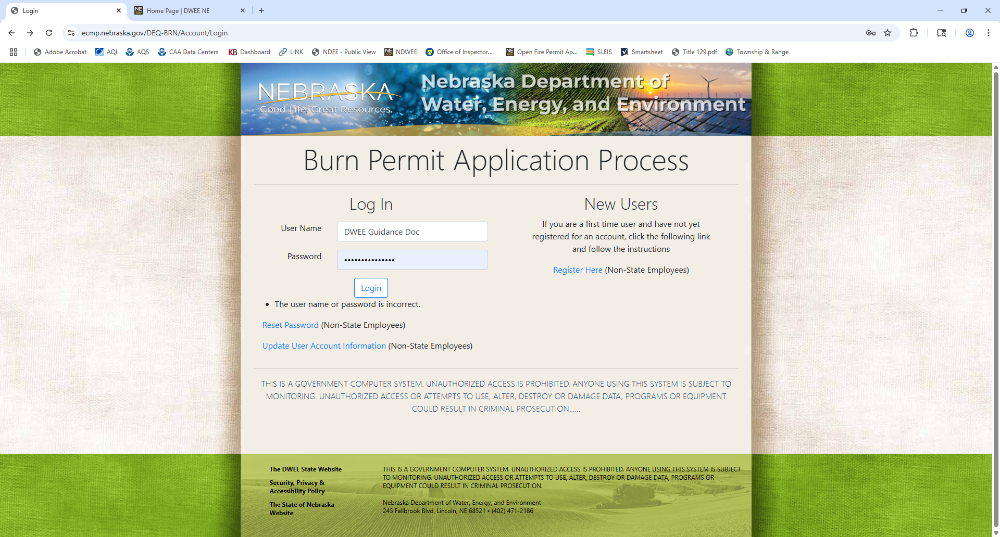 Login
Home Page | DWEE NE
ecmp.nebraska.gov/DEQ-BRN/Account/Login
Adobe Acrobat
AQI
AQS
CAA Data Centers
KB Dashboard
LINK
NDEE - Public View
NE .GOV NDWEE
Office of Inspector...
NE .GOV Open Fire Permit Ap...
SLEIS
Smartsheet
Title 129.pdf
Township & Range
NEBRASKA
Good Life. Great Resources.
Nebraska Department of
Water, Energy, and Environment
Burn Permit Application Process
Log In
User Name
DWEE Guidance Doc
Password
•••••••••••••••
Login
• The user name or password is incorrect.
Reset Password (Non-State Employees)
Update User Account Information (Non-State Employees)
New Users
If you are a first time user and have not yet
registered for an account, click the following link
and follow the instructions
Register Here (Non-State Employees)
THIS IS A GOVERNMENT COMPUTER SYSTEM. UNAUTHORIZED ACCESS IS PROHIBITED. ANYONE USING THIS SYSTEM IS SUBJECT TO
MONITORING. UNAUTHORIZED ACCESS OR ATTEMPTS TO USE, ALTER, DESTROY OR DAMAGE DATA, PROGRAMS OR EQUIPMENT
COULD RESULT IN CRIMINAL PROSECUTION......
The DWEE State Website
Security, Privacy &
Accessibility Policy
The State of Nebraska
Website
THIS IS A GOVERNMENT COMPUTER SYSTEM. UNAUTHORIZED ACCESS IS PROHIBITED. ANYONE USING THIS SYSTEM IS SUBJECT
TO MONITORING. UNAUTHORIZED ACCESS OR ATTEMPTS TO USE, ALTER, DESTROY OR DAMAGE DATA, PROGRAMS OR
EQUIPMENT COULD RESULT IN CRIMINAL PROSECUTION.
Nebraska Department of Water, Energy, and Environment
245 Fallbrook Blvd, Lincoln, NE 68521 • (402) 471-2186